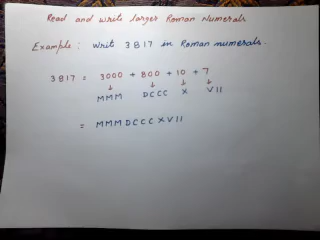 Read and write larger Roman Numerals
Example: Write 3817 in Roman numerals.
3817 = 3000 + 800 + 10 + 7
↓ ↓ ↓ ↓
MMM DCCC X VII
= MMMDCCCXVII